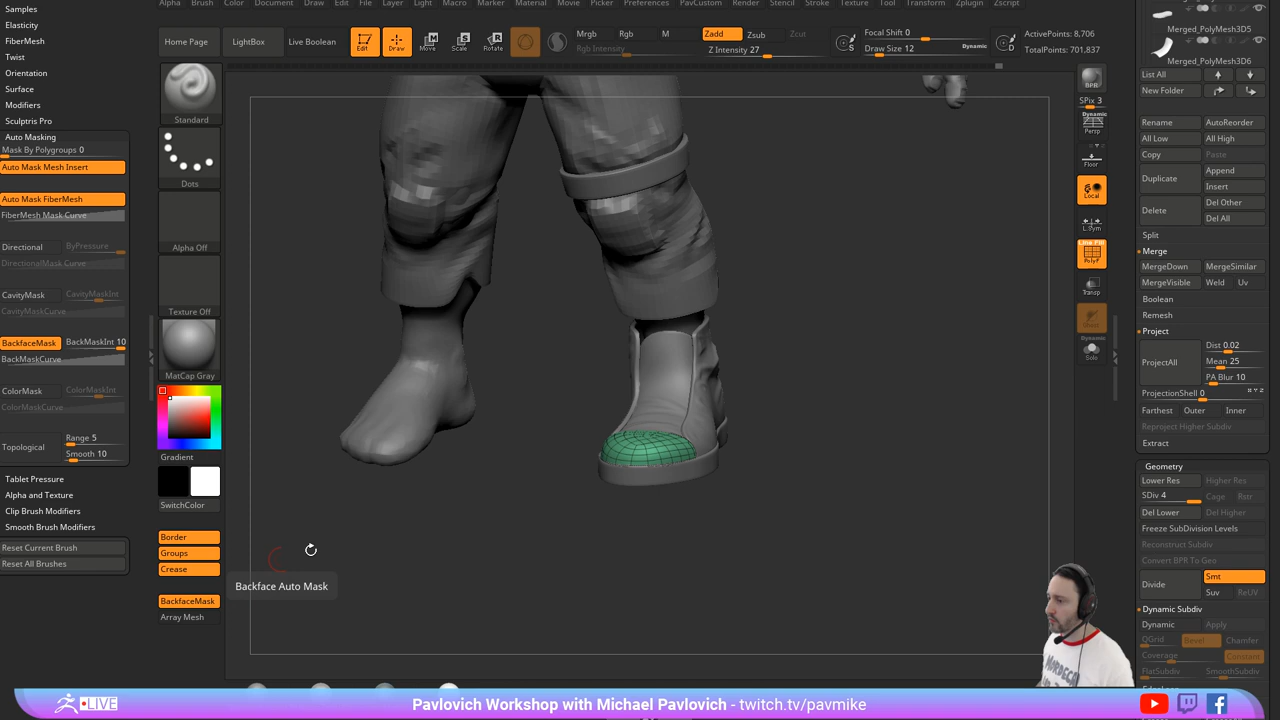 Alpha Brush Color Document Draw Edit File Layer Light Macro Marker Material Movie Picker Preferences PavCustom Render Stencil Stroke Texture Tool Transform Zplugin Zscript
Samples
Elasticity
FiberMesh
Twist
Orientation
Surface
Modifiers
Sculptris Pro
Auto Masking
Mask By Polygroups 0
Auto Mask Mesh Insert
Auto Mask FiberMesh
FiberMesh Mask Curve
Directional ByPressure
DirectionalMask Curve
CavityMask CavityMaskInt
CavityMaskCurve
BackfaceMask BackMaskInt 10
BackMaskCurve
ColorMask ColorMaskInt
ColorMaskCurve
Topological Range 5
Smooth 10
Tablet Pressure
Alpha and Texture
Clip Brush Modifiers
Smooth Brush Modifiers
Reset Current Brush
Reset All Brushes
Home Page LightBox Live Boolean Edit Draw Move Scale Rotate
Mrgb Rgb M
Rgb Intensity
Zadd Zsub Zcut
Z Intensity 27
S
Focal Shift 0
Draw Size 12 Dynamic
D
ActivePoints: 8,706
TotalPoints: 701,837
Standard
Dots
Alpha Off
Texture Off
MatCap Gray
Gradient
SwitchColor
Border
Groups
Crease
BackfaceMask
Array Mesh
Backface Auto Mask
BPR
SPix 3
Dynamic
Persp
Floor
Local
L.Sym
Line Fill
PolyF
Transp
Ghost
Dynamic
Solo
Merged_PolyMesh3D5
Merged_PolyMesh3D6
List All
New Folder
Rename AutoReorder
All Low All High
Copy Paste
Duplicate Append
Insert
Delete Del Other
Del All
Split
Merge
MergeDown MergeSimilar
MergeVisible Weld Uv
Boolean
Remesh
Project
ProjectAll Dist 0.02
Mean 25
PA Blur 10
ProjectionShell 0
Farthest Outer Inner
Reproject Higher Subdiv
Extract
Geometry
Lower Res Higher Res
SDiv 4 Cage Rstr
Del Lower Del Higher
Freeze SubDivision Levels
Reconstruct Subdiv
Convert BPR To Geo
Divide Smt
Suv ReUV
Dynamic Subdiv
Dynamic Apply
QGrid Bevel Chamfer
Coverage Constant
FlatSubdiv SmoothSubdiv
LIVE
Pavlovich Workshop with Michael Pavlovich - twitch.tv/pavmike